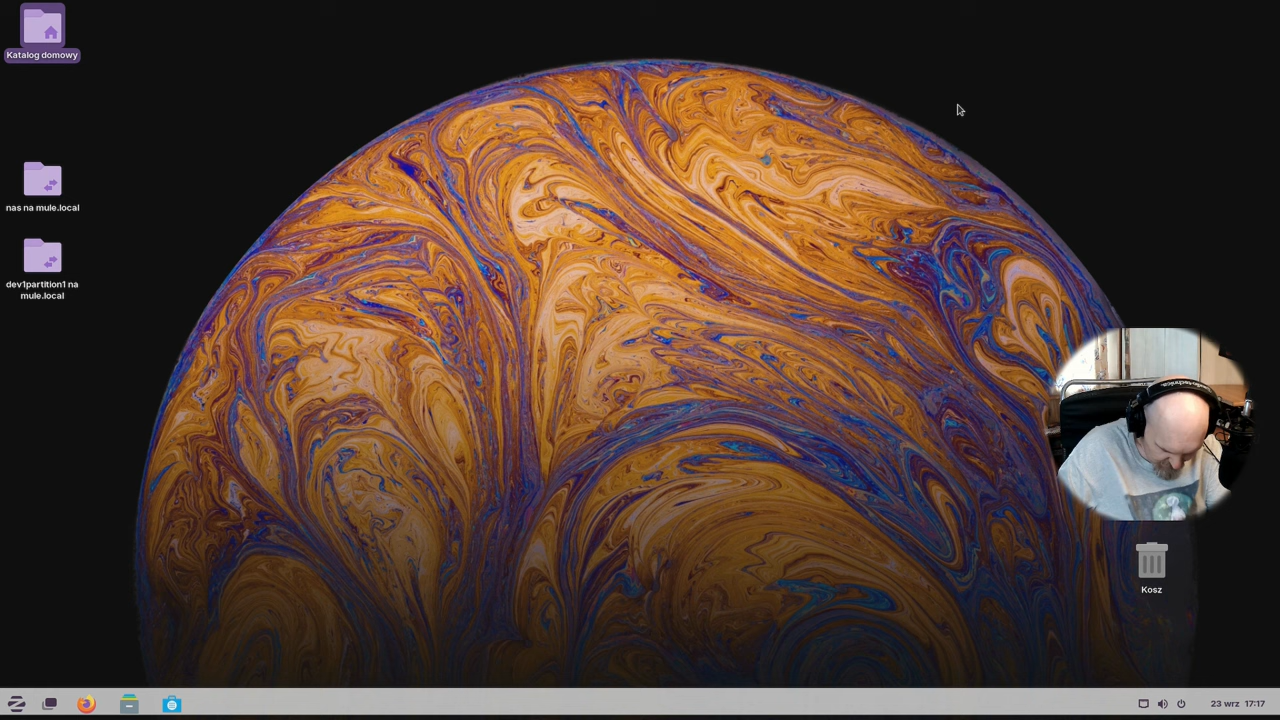 Katalog domowy
nas na mule.local
dev1partition1 na
mule.local
Kosz
23 wrz 17:17